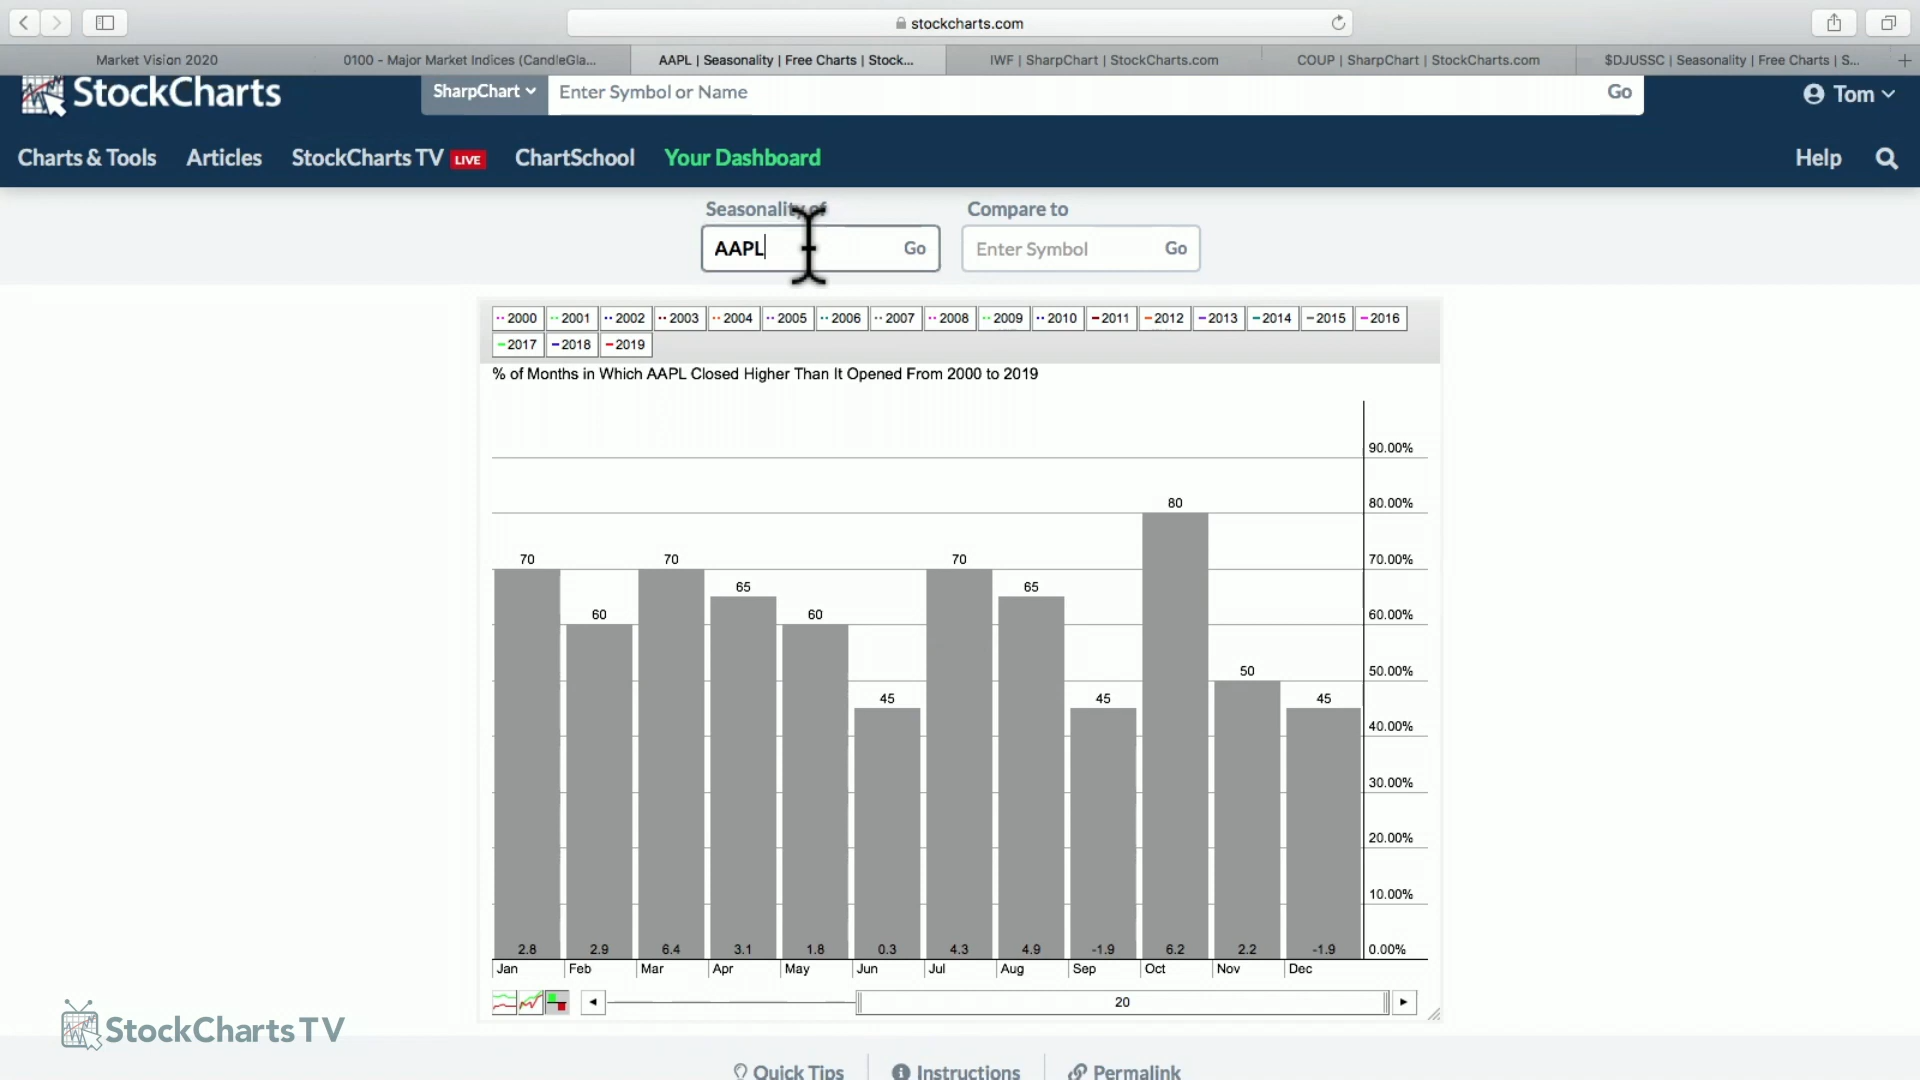 stockcharts.com
Market Vision 2020
0100 - Major Market Indices (CandleGla...
AAPL | Seasonality | Free Charts | Stock...
IWF | SharpChart | StockCharts.com
COUP | SharpChart | StockCharts.com
$DJUSSC | Seasonality | Free Charts | S...
StockCharts
SharpChart
Enter Symbol or Name
Go
Tom
Charts & Tools
Articles
StockCharts TV LIVE
ChartSchool
Your Dashboard
Help
Seasonality of
Compare to
AAPL
Go
Enter Symbol
Go
2000 2001 2002 2003 2004 2005 2006 2007 2008 2009 2010 2011 2012 2013 2014 2015 2016
2017 2018 2019
% of Months in Which AAPL Closed Higher Than It Opened From 2000 to 2019
90.00%
80.00%
70.00%
60.00%
50.00%
40.00%
30.00%
20.00%
10.00%
0.00%
70 60 70 65 60 45 70 65 45 80 50 45
2.8 2.9 6.4 3.1 1.8 0.3 4.3 4.9 -1.9 6.2 2.2 -1.9
Jan Feb Mar Apr May Jun Jul Aug Sep Oct Nov Dec
20
StockCharts TV
Quick Tips
Instructions
Permalink